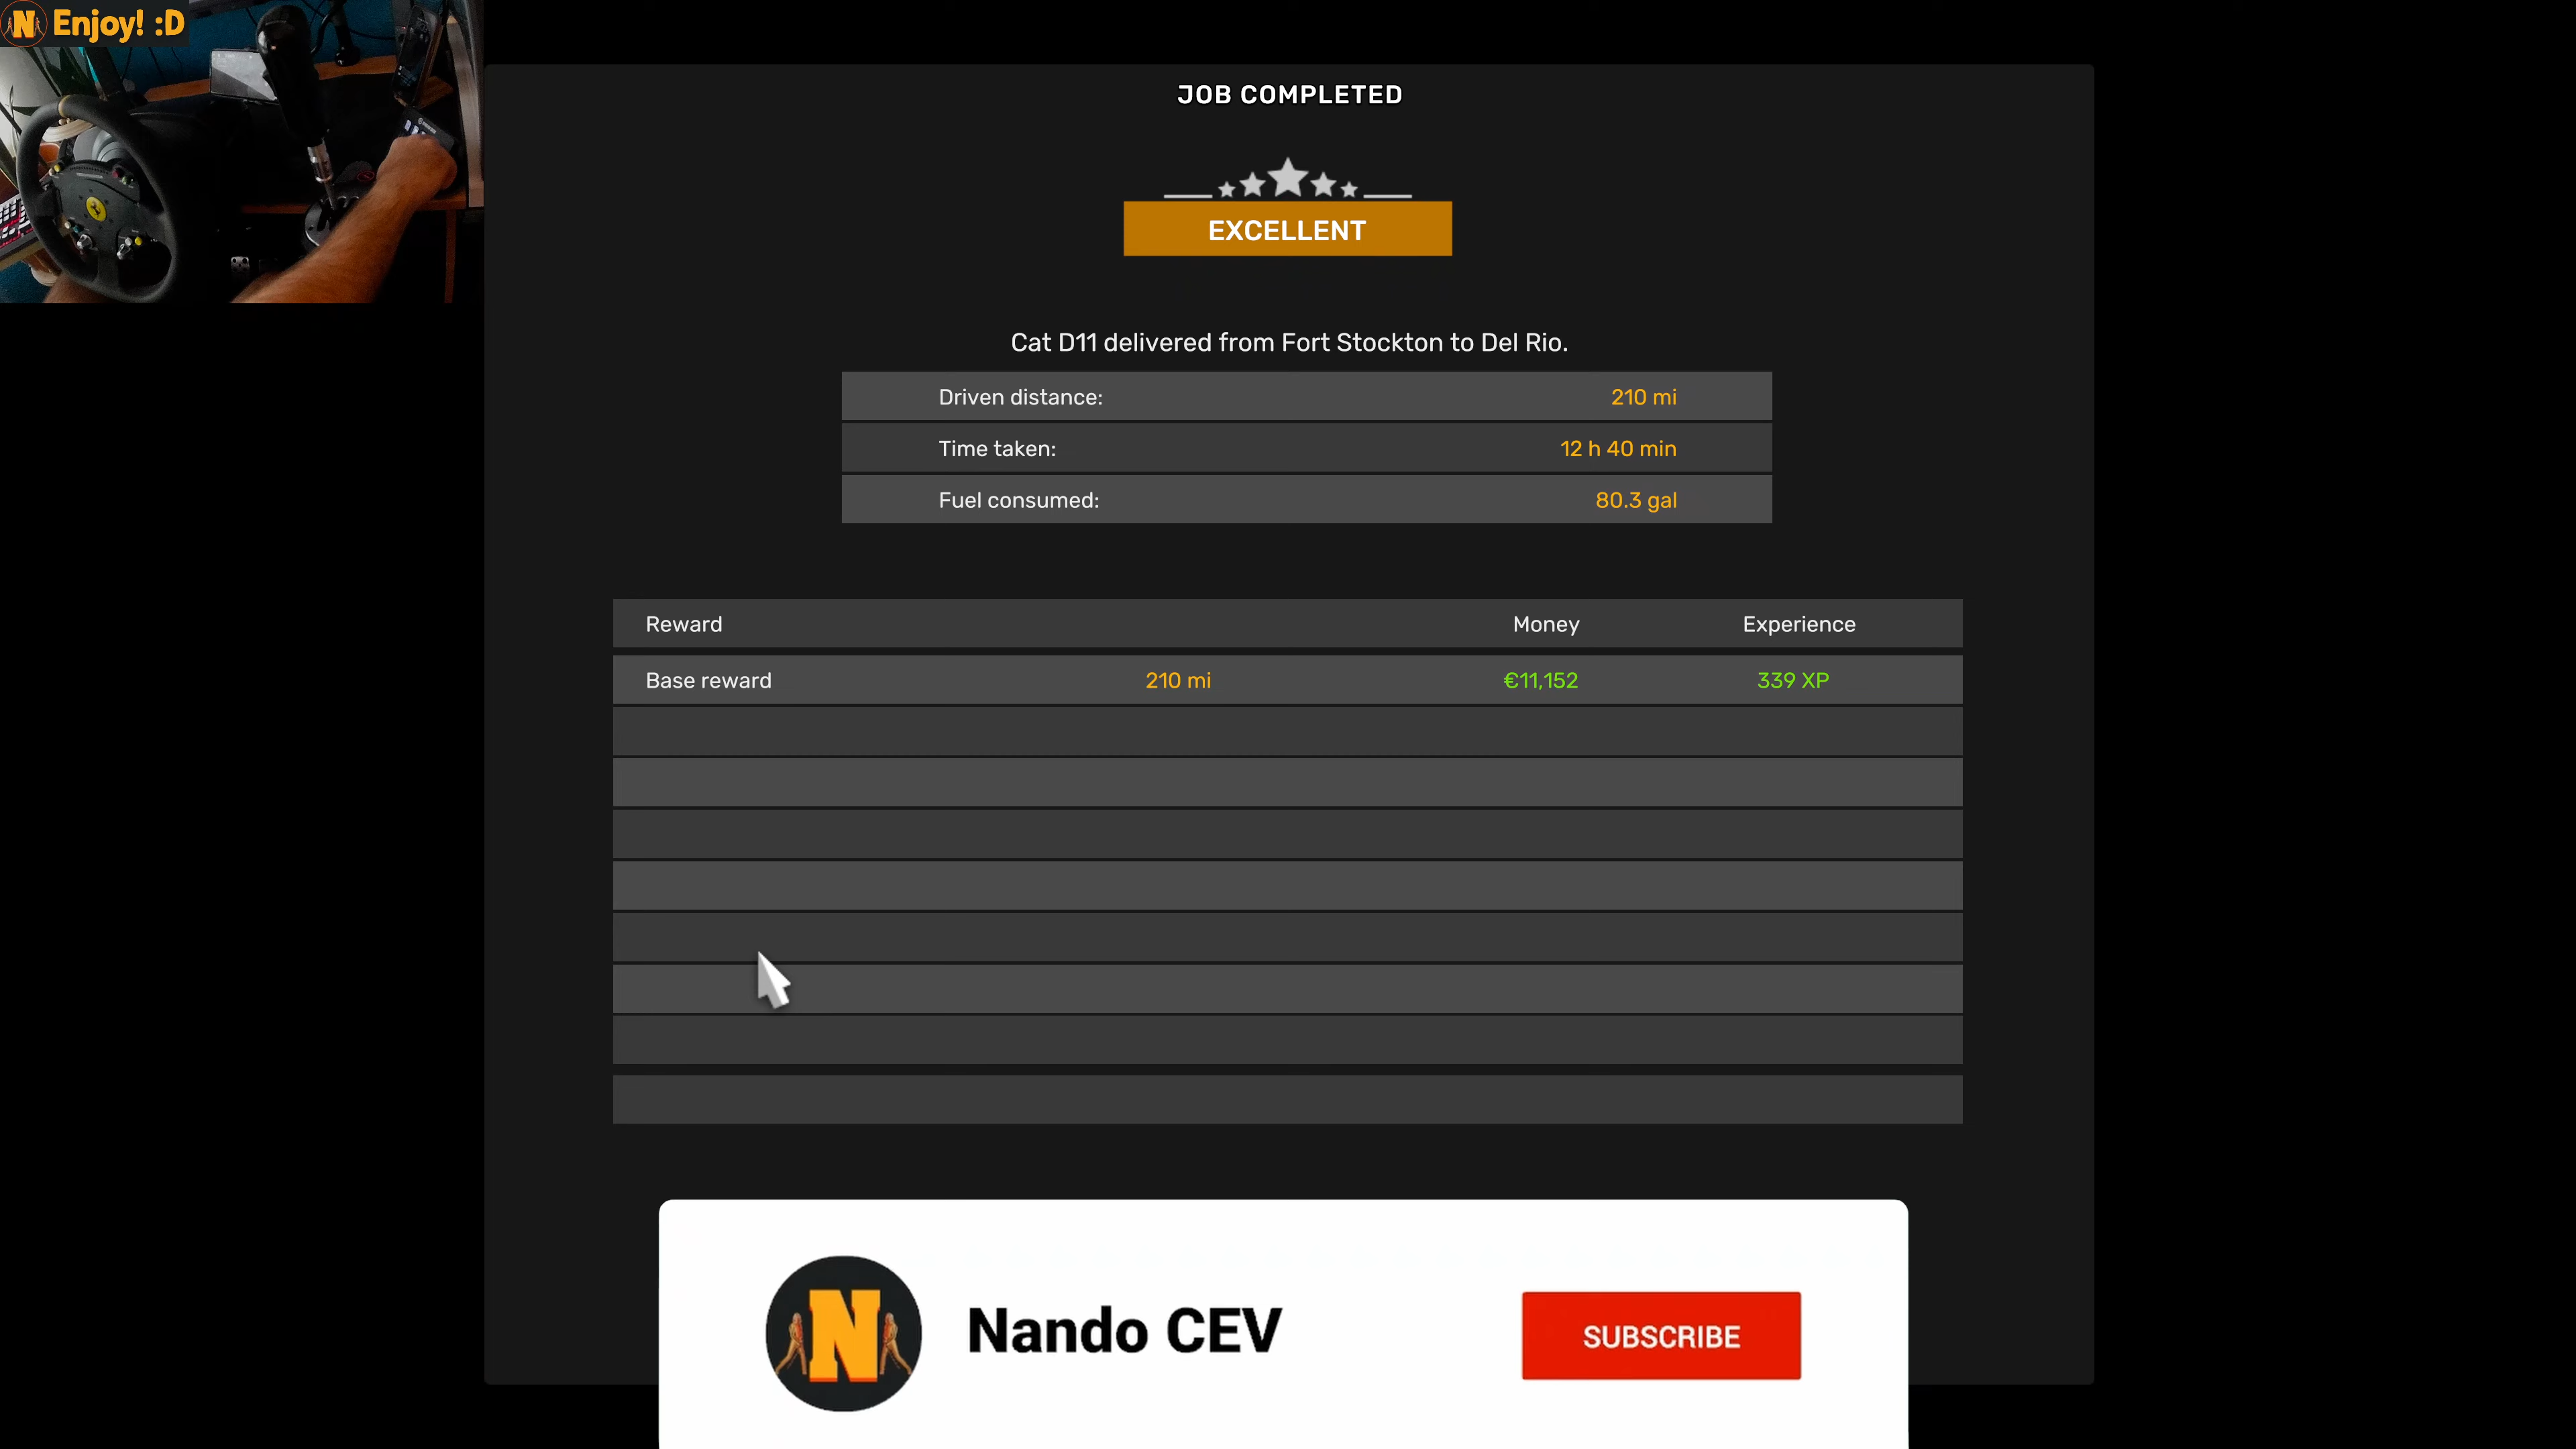 N Enjoy! :D
JOB COMPLETED
EXCELLENT
Cat D11 delivered from Fort Stockton to Del Rio.
Driven distance: 210 mi
Time taken: 12 h 40 min
Fuel consumed: 80.3 gal
Reward Money Experience
Base reward 210 mi €11,152 339 XP
N Nando CEV SUBSCRIBE